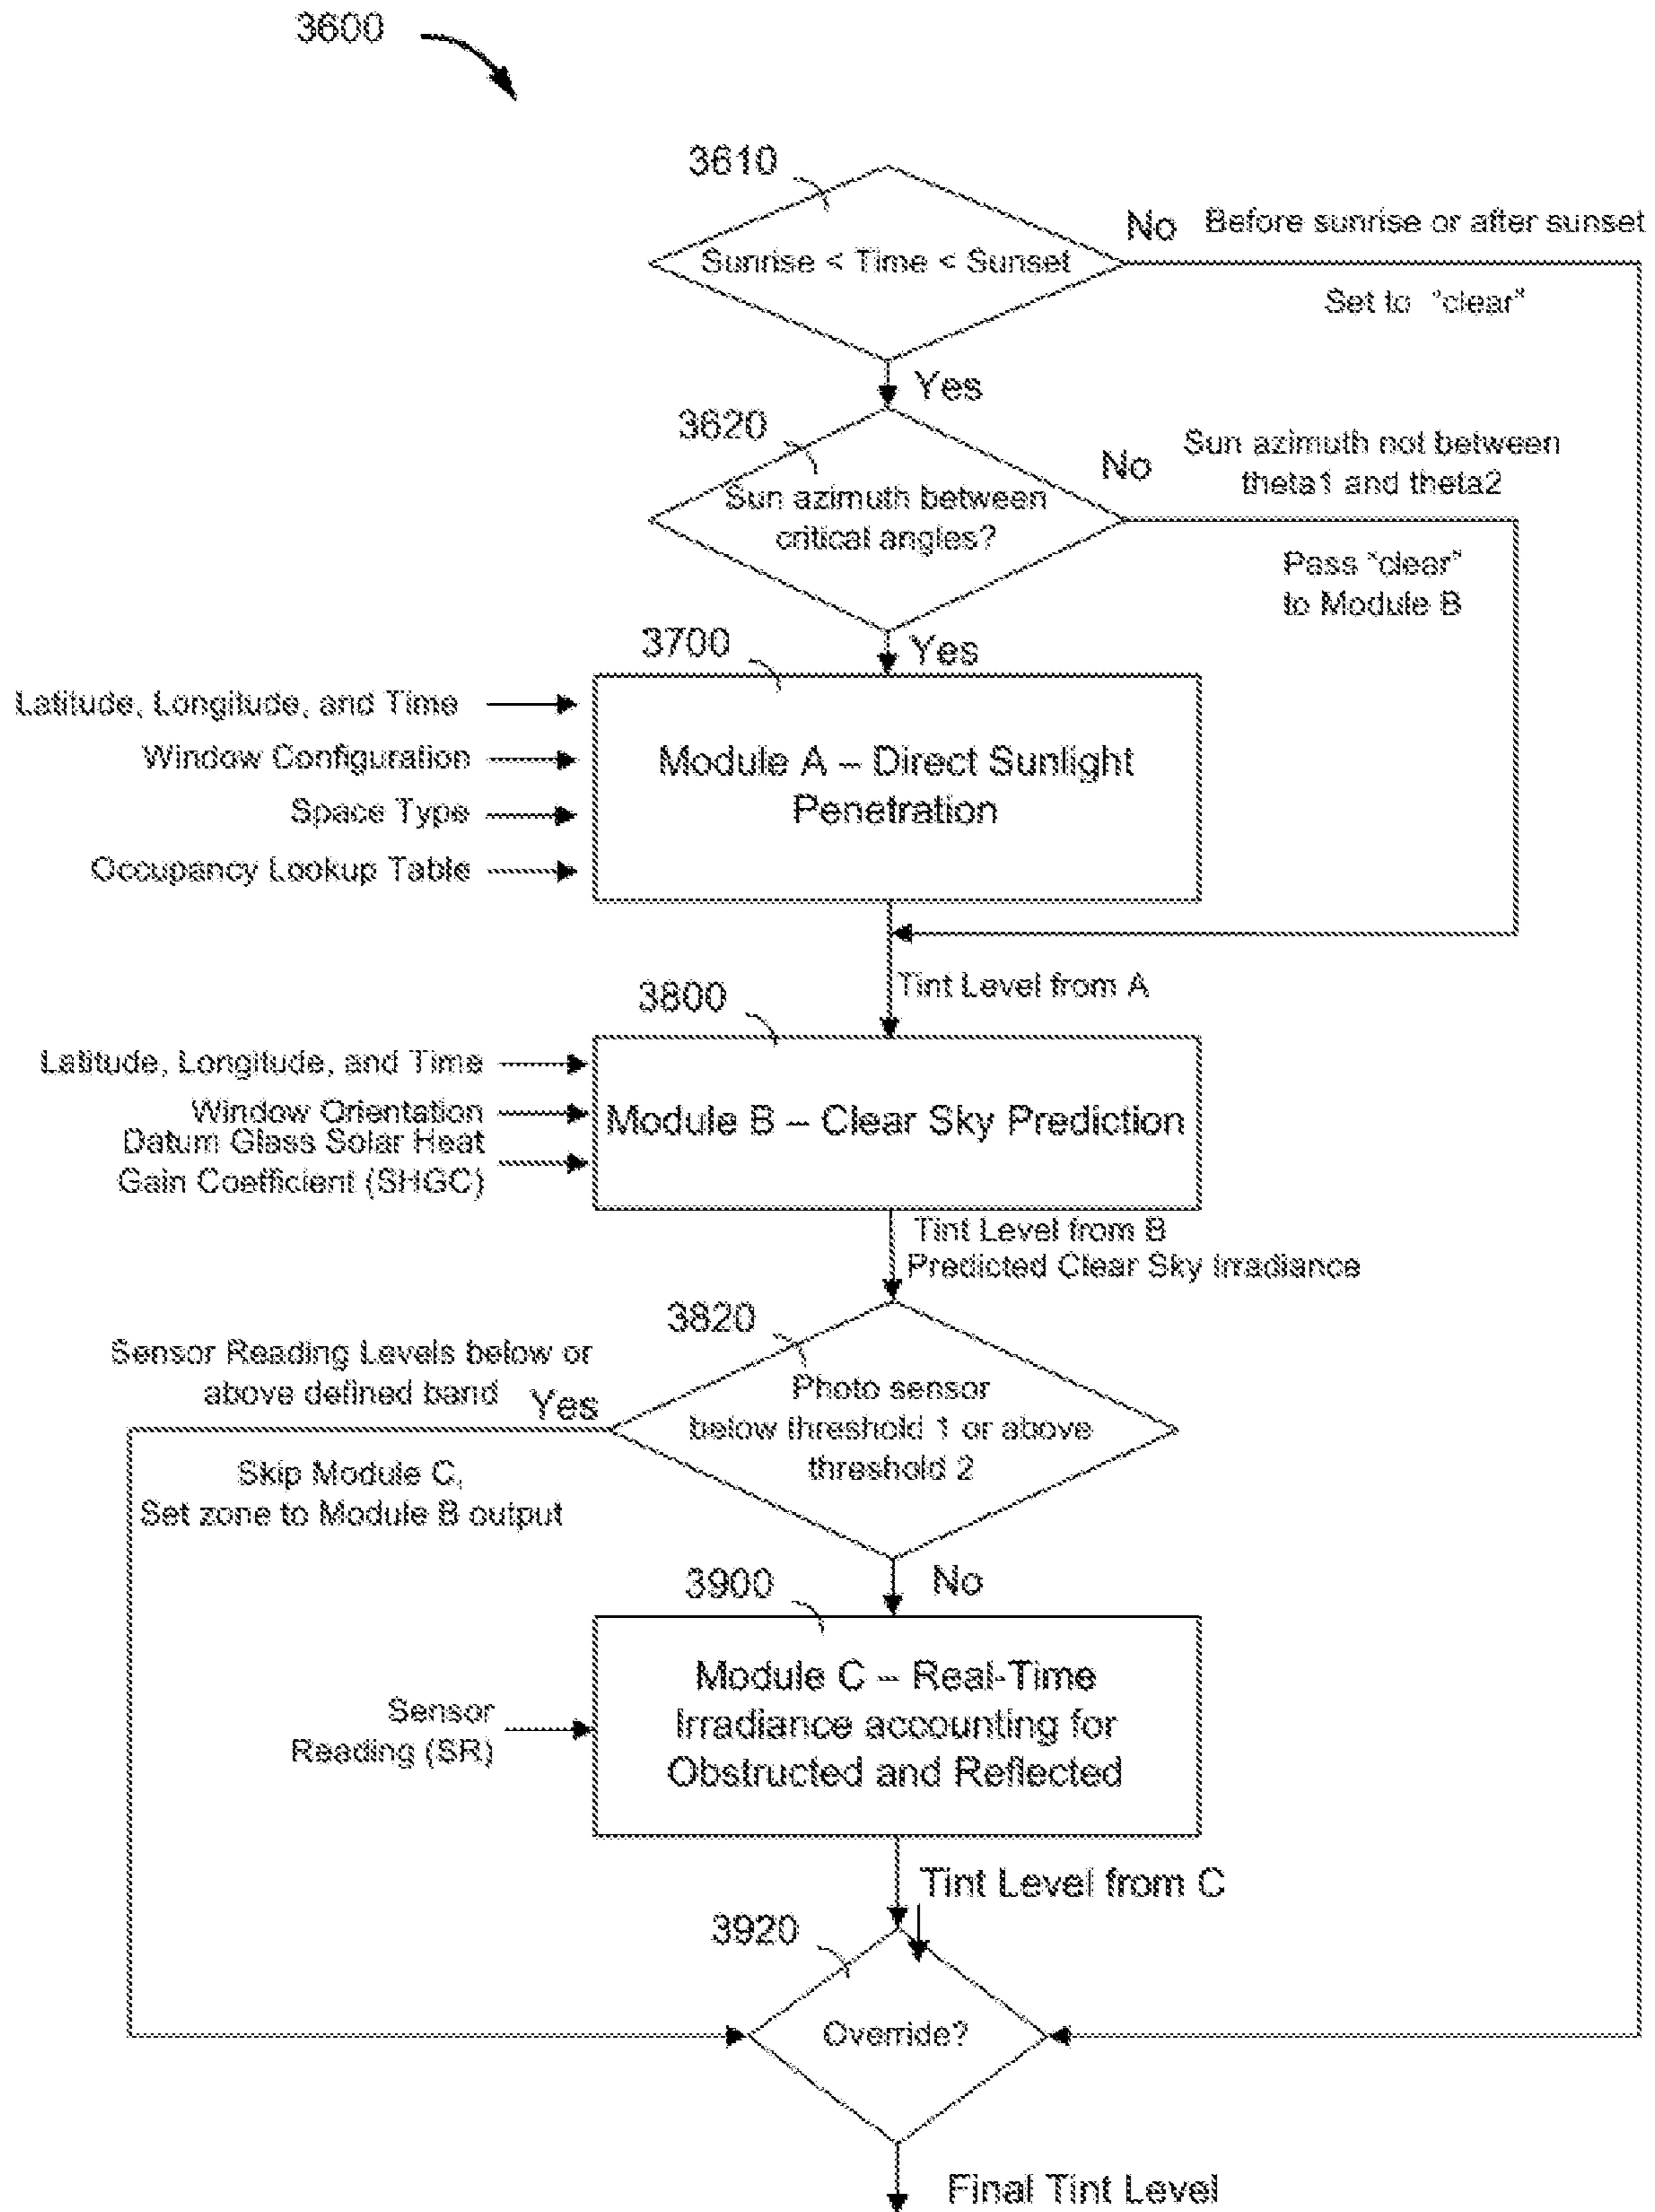 3600
3610
Sunrise < Time < Sunset
No
Before sunrise or after sunset
Set to "clear"
Yes
3620
Sun azimuth between
critical angles?
No
Sun azimuth not between
theta1 and theta2
Pass "clear"
to Module B
Yes
3700
Latitude, Longitude, and Time
Window Configuration
Space Type
Occupancy Lookup Table
Module A – Direct Sunlight
Penetration
Tint Level from A
3800
Latitude, Longitude, and Time
Window Orientation
Datum Glass Solar Heat
Gain Coefficient (SHGC)
Module B – Clear Sky Prediction
Tint Level from B
Predicted Clear Sky Irradiance
3820
Sensor Reading Levels below or
above defined band
Yes
Photo sensor
below threshold 1 or above
threshold 2
Skip Module C,
Set zone to Module B output
No
3900
Sensor
Reading (SR)
Module C – Real-Time
Irradiance accounting for
Obstructed and Reflected
Tint Level from C
3920
Override?
Final Tint Level